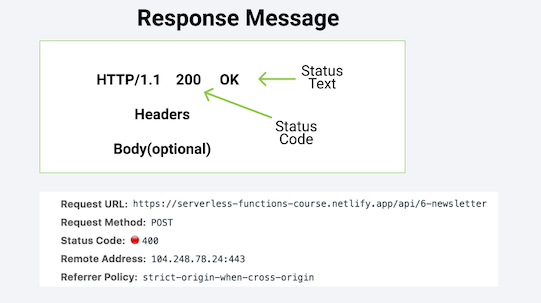 Response Message
HTTP/1.1 200 OK
Status
Text
Headers
Status
Code
Body(optional)
Request URL: https://serverless-functions-course.netlify.app/api/6-newsletter
Request Method: POST
Status Code: 400
Remote Address: 104.248.78.24:443
Referrer Policy: strict-origin-when-cross-origin